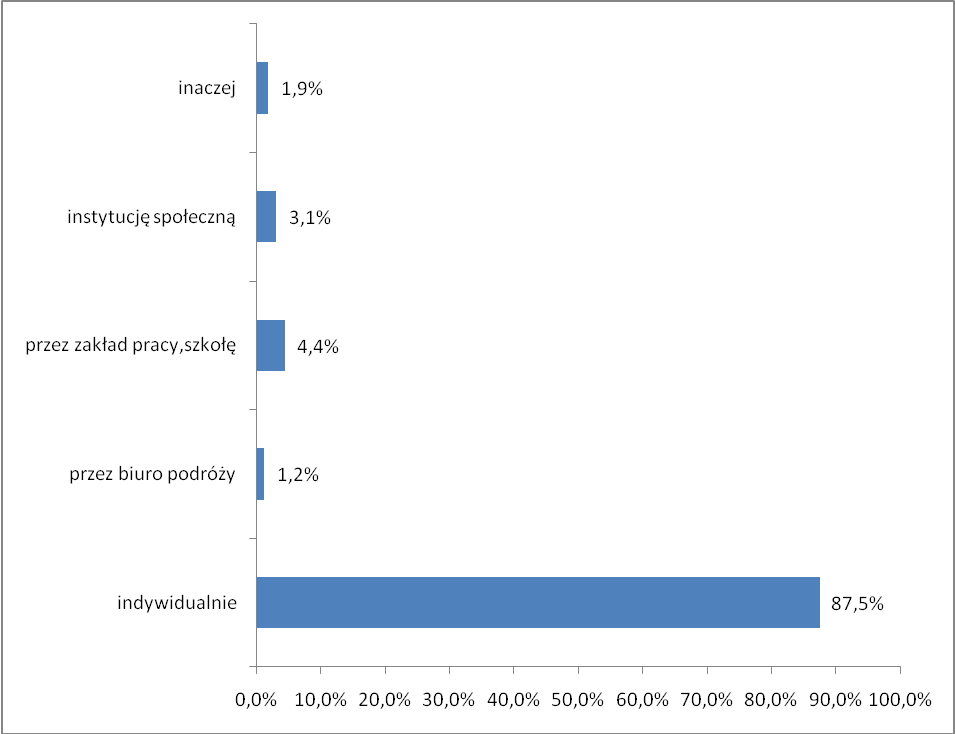 inaczej 1,9%
instytucję społeczną 3,1%
przez zakład pracy,szkołę 4,4%
przez biuro podróży 1,2%
indywidualnie 87,5%
0,0% 10,0% 20,0% 30,0% 40,0% 50,0% 60,0% 70,0% 80,0% 90,0% 100,0%